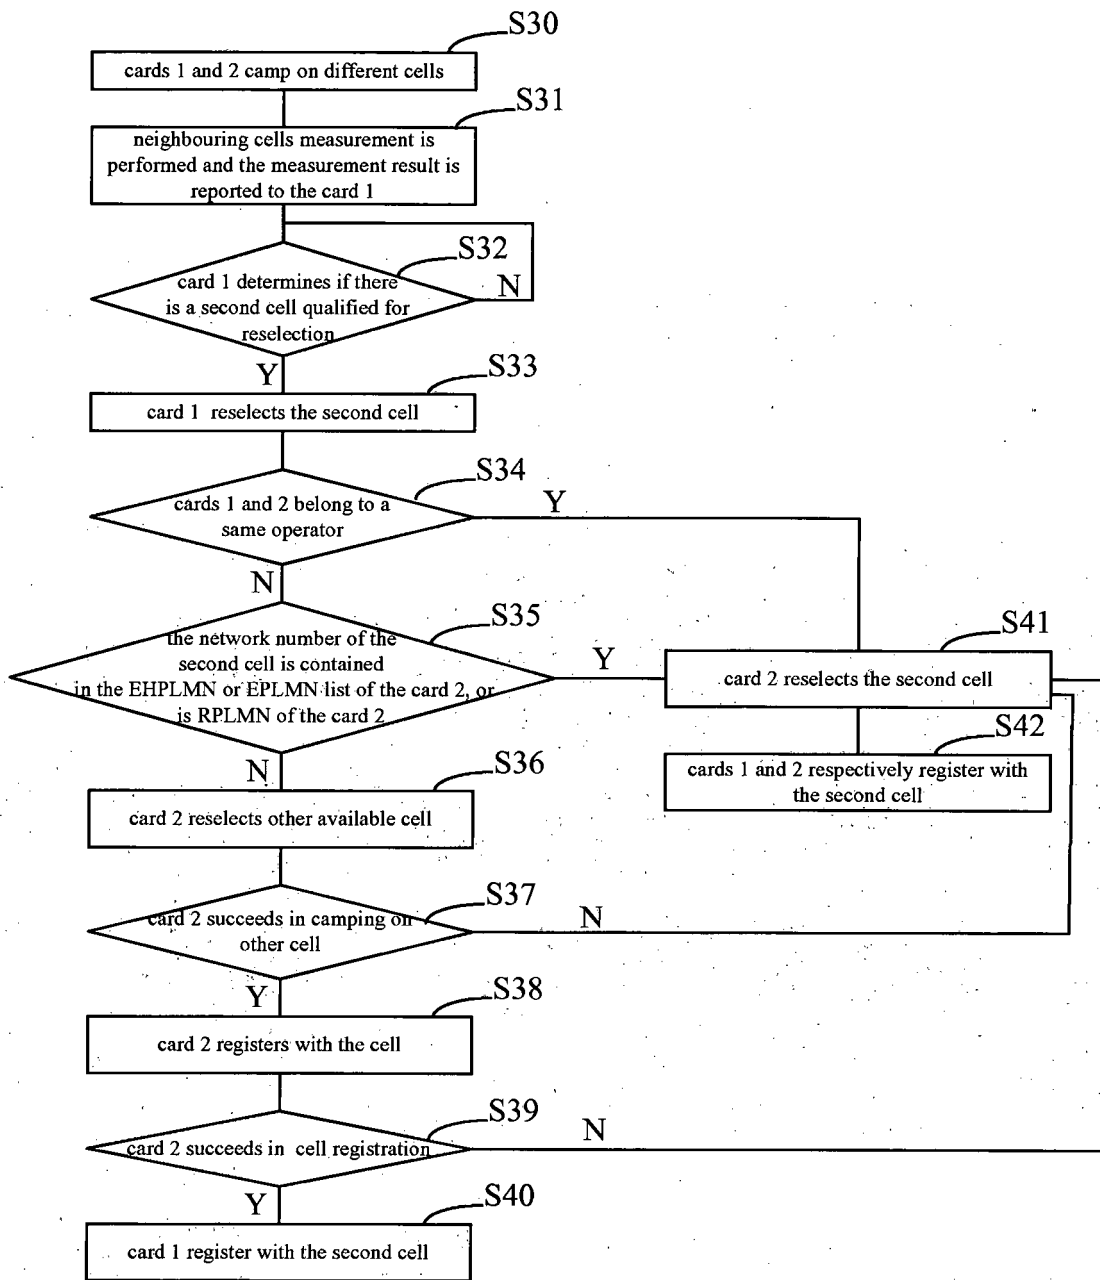 S30
cards 1 and 2 camp on different cells
S31
neighbouring cells measurement is
performed and the measurement result is
reported to the card 1
S32
card 1 determines if there
is a second cell qualified for
reselection
N
Y
S33
card 1 reselects the second cell
S34
cards 1 and 2 belong to a
same operator
Y
N
S35
the network number of the
second cell is contained
in the EHPLMN or EPLMN list of the card 2, or
is RPLMN of the card 2
Y
S41
card 2 reselects the second cell
S42
cards 1 and 2 respectively register with
the second cell
N
S36
card 2 reselects other available cell
S37
card 2 succeeds in camping on
other cell
N
Y
S38
card 2 registers with the cell
S39
card 2 succeeds in cell registration
N
Y
S40
card 1 register with the second cell